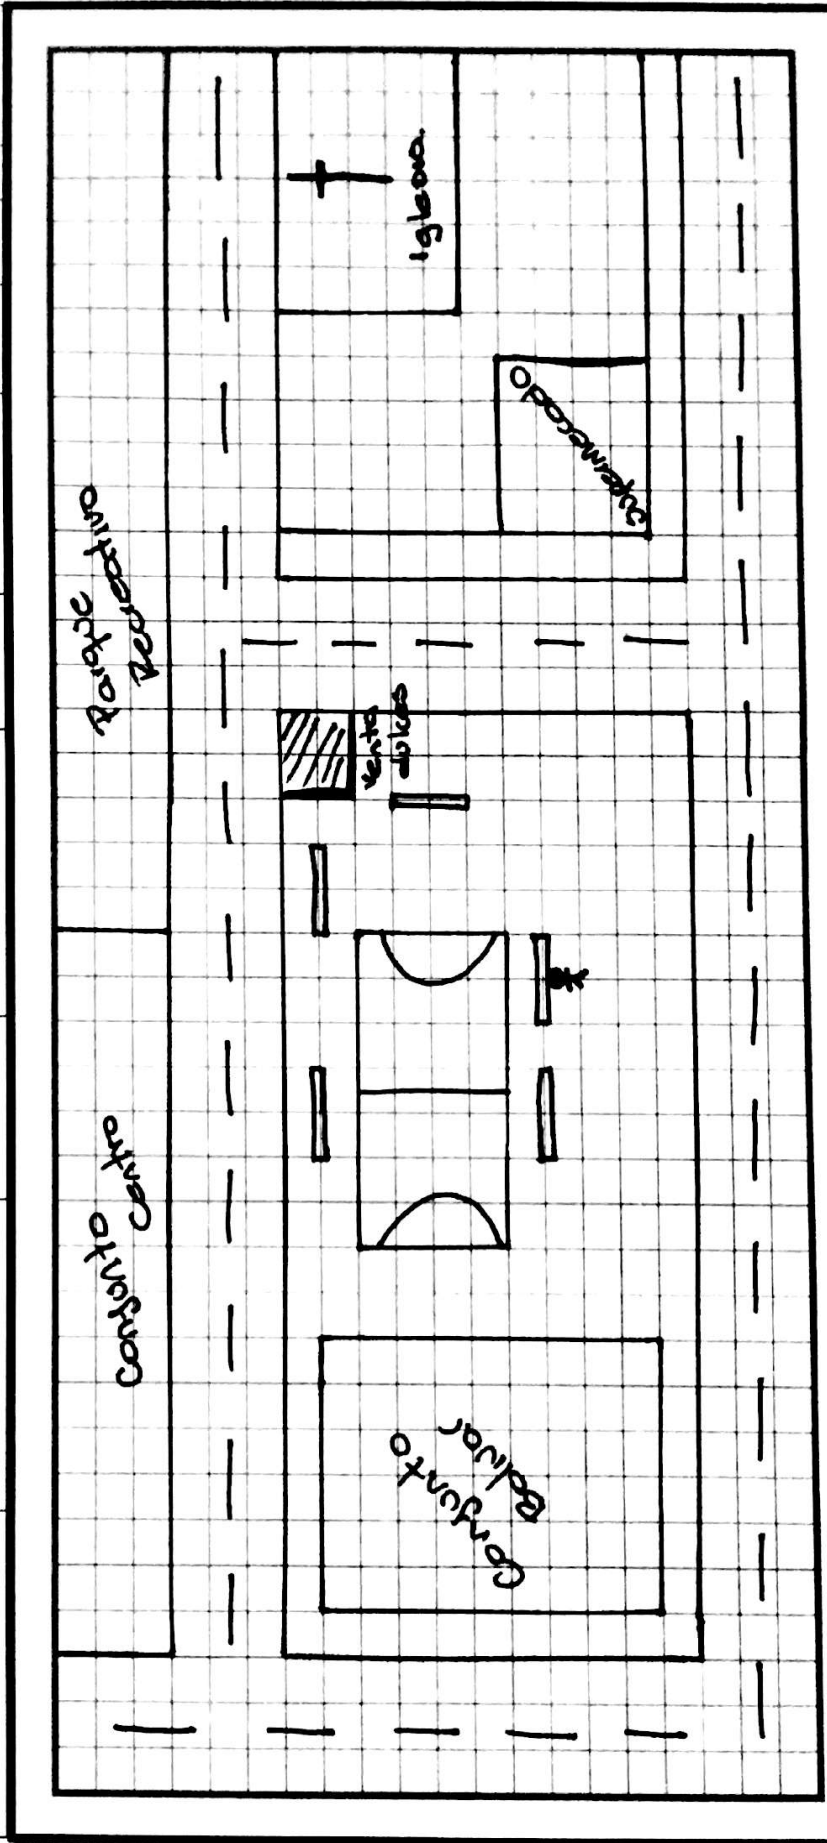 Parque
Recreativo
Conjunto
Centro
Iglesia.
Supermercado
Venta
dulces
Conjunto
Bolivar